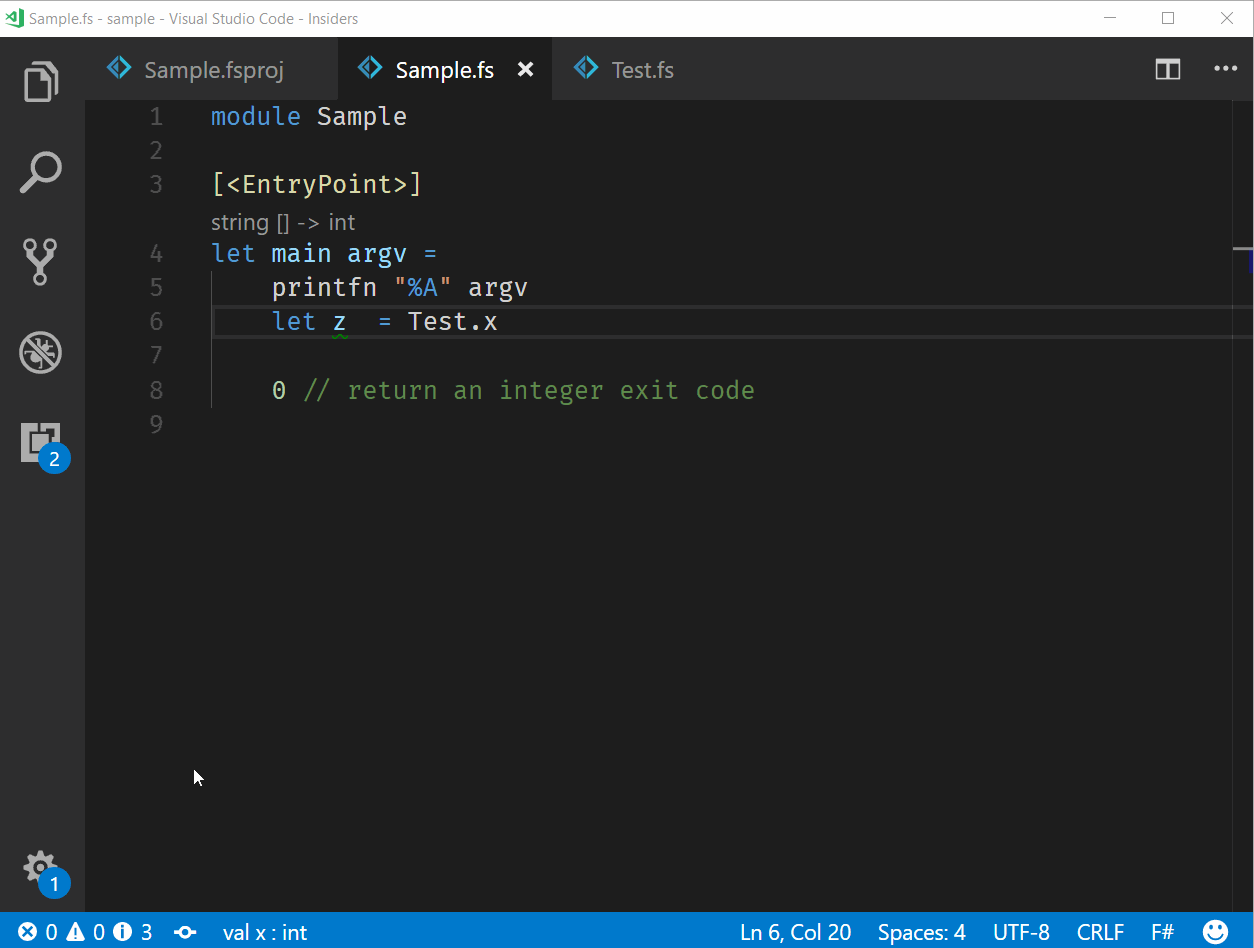 Sample.fs - sample - Visual Studio Code - Insiders
Sample.fsproj Sample.fs Test.fs
1 module Sample
2
3 [<EntryPoint>]
string [] -> int
4 let main argv =
5 printfn "%A" argv
6 let z  = Test.x
7
8 0 // return an integer exit code
9
2
1
0 0 3 val x : int Ln 6, Col 20 Spaces: 4 UTF-8 CRLF F#